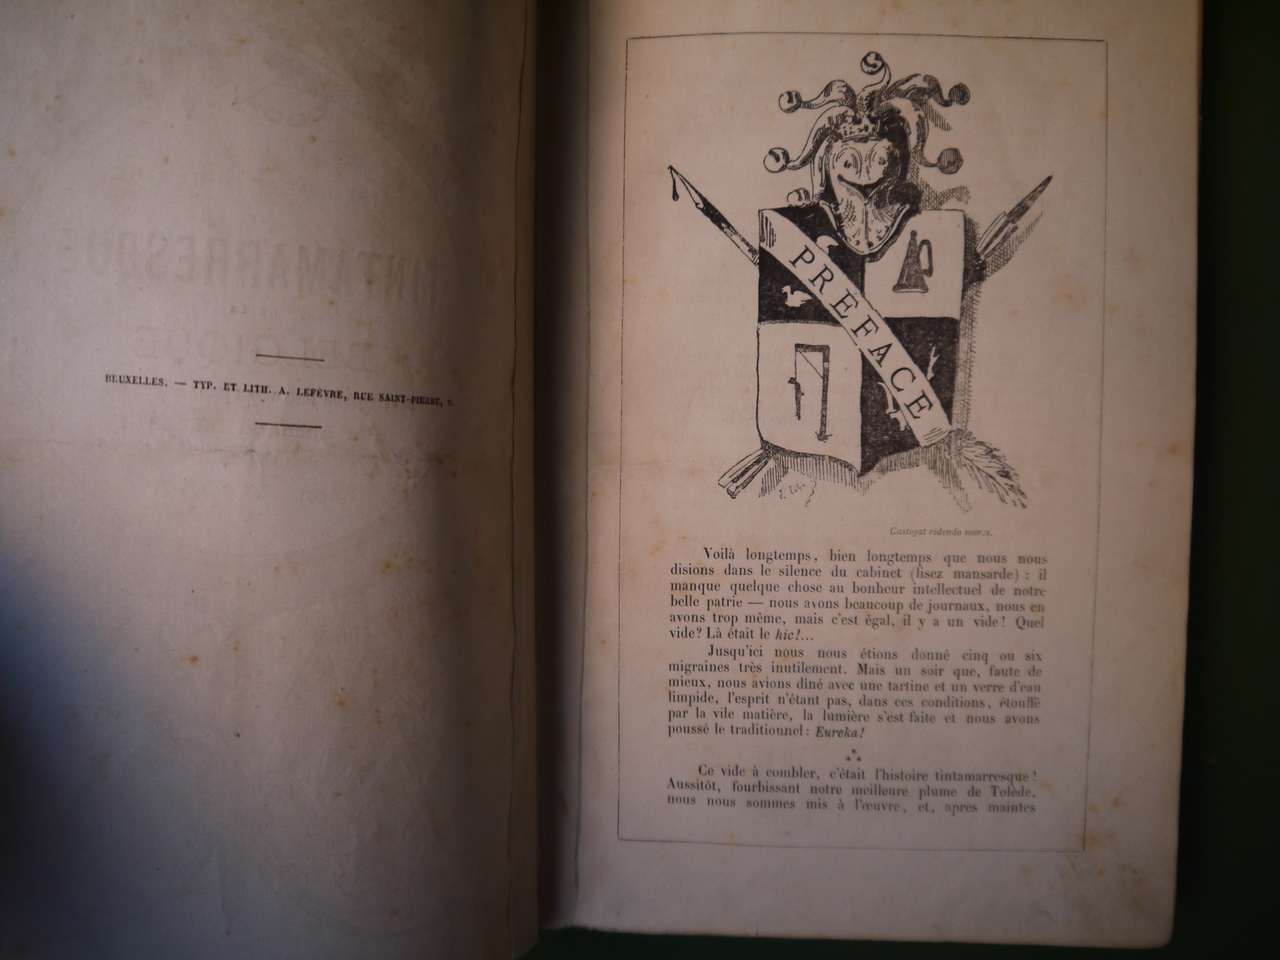 BRUXELLES. — TYP. ET LITH. A. LEFÈVRE, RUE SAINT-PIERRE,
PREFACE
Castigat ridendo mores.
Voilà longtemps, bien longtemps que nous nous
disions dans le silence du cabinet (lisez mansarde) : il
manque quelque chose au bonheur intellectuel de notre
belle patrie — nous avons beaucoup de journaux, nous en
avons trop même, mais c'est égal, il y a un vide! Quel
vide? Là était le hic!...
Jusqu'ici nous nous étions donné cinq ou six
migraines très inutilement. Mais un soir que, faute de
mieux, nous avions diné avec une tartine et un verre d'eau
limpide, l'esprit n'étant pas, dans ces conditions, étouffé
par la vile matière, la lumière s'est faite et nous avons
poussé le traditionnel : Eureka!
Ce vide à combler, c'était l'histoire tintamarresque!
Aussitôt, fourbissant notre meilleure plume de Tolède,
nous nous sommes mis à l'œuvre, et, apres maintes